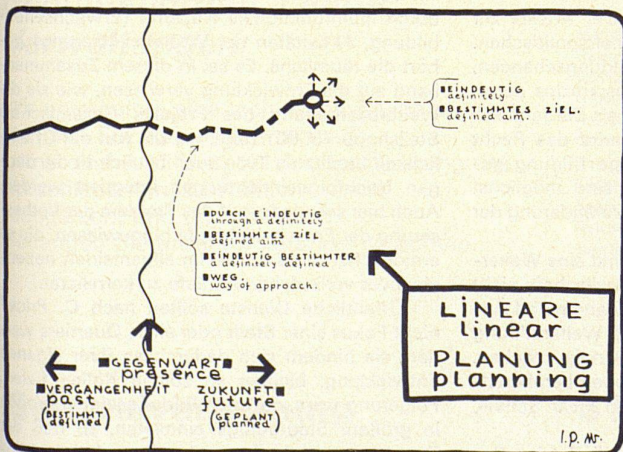 ■EINDEUTIG
definitely
■BESTIMMTES ZIEL.
defined aim.
■DURCH EINDEUTIG
through a definitely
■BESTIMMTES ZIEL
defined aim
■EINDEUTIG BESTIMMTER
a definitely defined
■WEG.
way of approach.
LINEARE
linear
PLANUNG
planning
GEGENWART
presence
■VERGANGENHEIT
past
(BESTIMMT)
(defined)
ZUKUNFT■
future
(GEPLANT)
(planned)